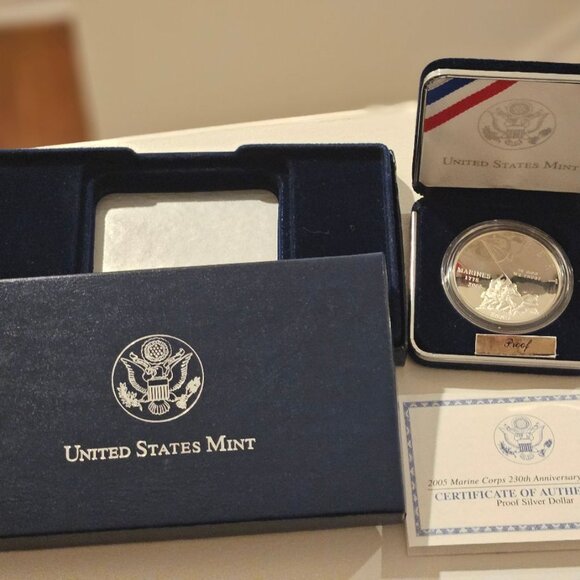 UNITED STATES MINT
MARINES
1775
Proof
UNITED STATES MINT
2005 Marine Corps 230th Anniversary
CERTIFICATE OF AUTHE
Proof Silver Dollar